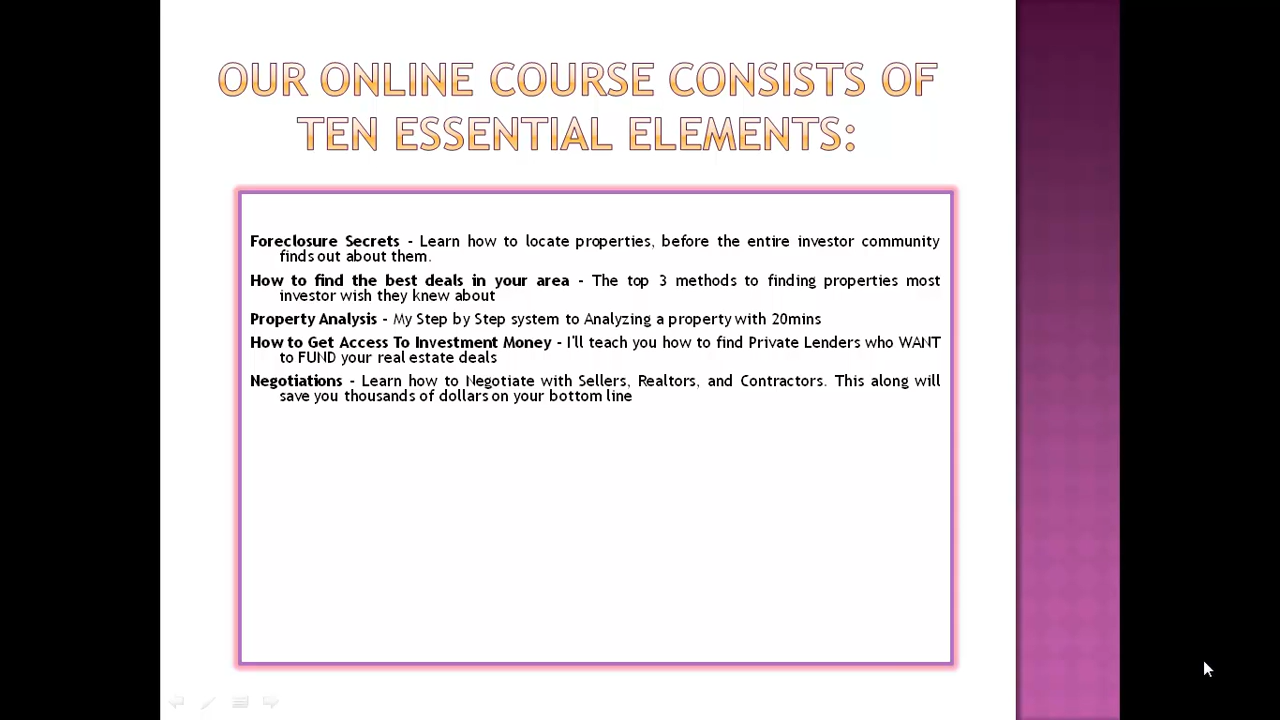 OUR ONLINE COURSE CONSISTS OF
TEN ESSENTIAL ELEMENTS:
Foreclosure Secrets - Learn how to locate properties, before the entire investor community
finds out about them.
How to find the best deals in your area - The top 3 methods to finding properties most
investor wish they knew about
Property Analysis - My Step by Step system to Analyzing a property with 20mins
How to Get Access To Investment Money - I'll teach you how to find Private Lenders who WANT
to FUND your real estate deals
Negotiations - Learn how to Negotiate with Sellers, Realtors, and Contractors. This along will
save you thousands of dollars on your bottom line